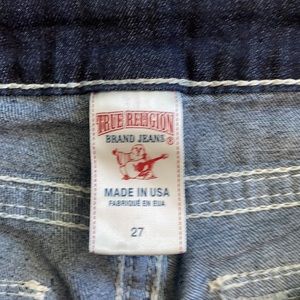 TRUE RELIGION
BRAND JEANS®
MADE IN USA
FABRIQUÉ EN EUA
27